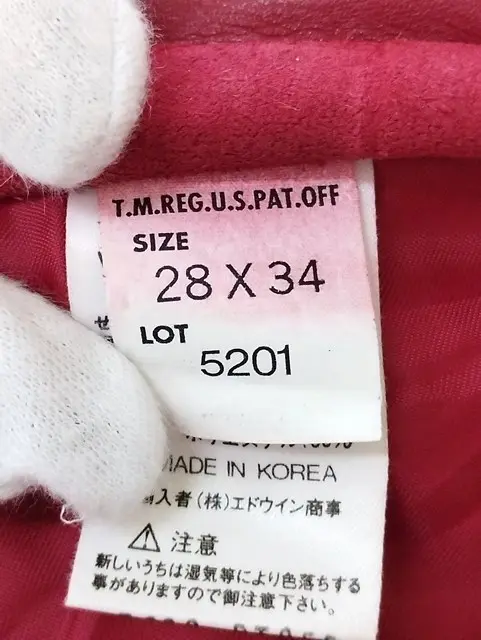 T.M.REG.U.S.PAT.OFF
SIZE
28 X 34
LOT
5201
MADE IN KOREA
輸入者(株)エドウイン商事
⚠ 注意
新しいうちは湿気等により色落ちする
事がありますので御注意下さい。